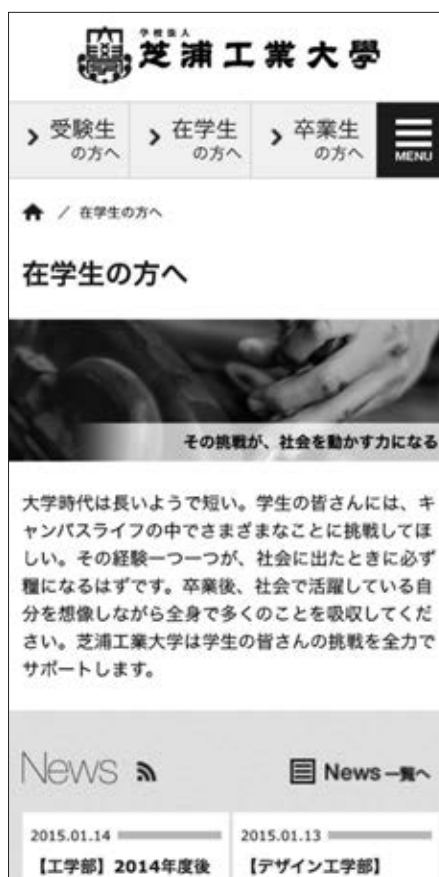 学校法人
芝浦工業大學
受験生
の方へ
在学生
の方へ
卒業生
の方へ
MENU
/ 在学生の方へ
在学生の方へ
その挑戦が、社会を動かす力になる
大学時代は長いようで短い。学生の皆さんには、キ
ャンパスライフの中でさまざまなことに挑戦してほ
しい。その経験一つ一つが、社会に出たときに必ず
糧になるはずです。卒業後、社会で活躍している自
分を想像しながら全身で多くのことを吸収してくだ
さい。芝浦工業大学は学生の皆さんの挑戦を全力で
サポートします。
News
News 一覧へ
2015.01.14
【工学部】2014年度後
2015.01.13
【デザイン工学部】